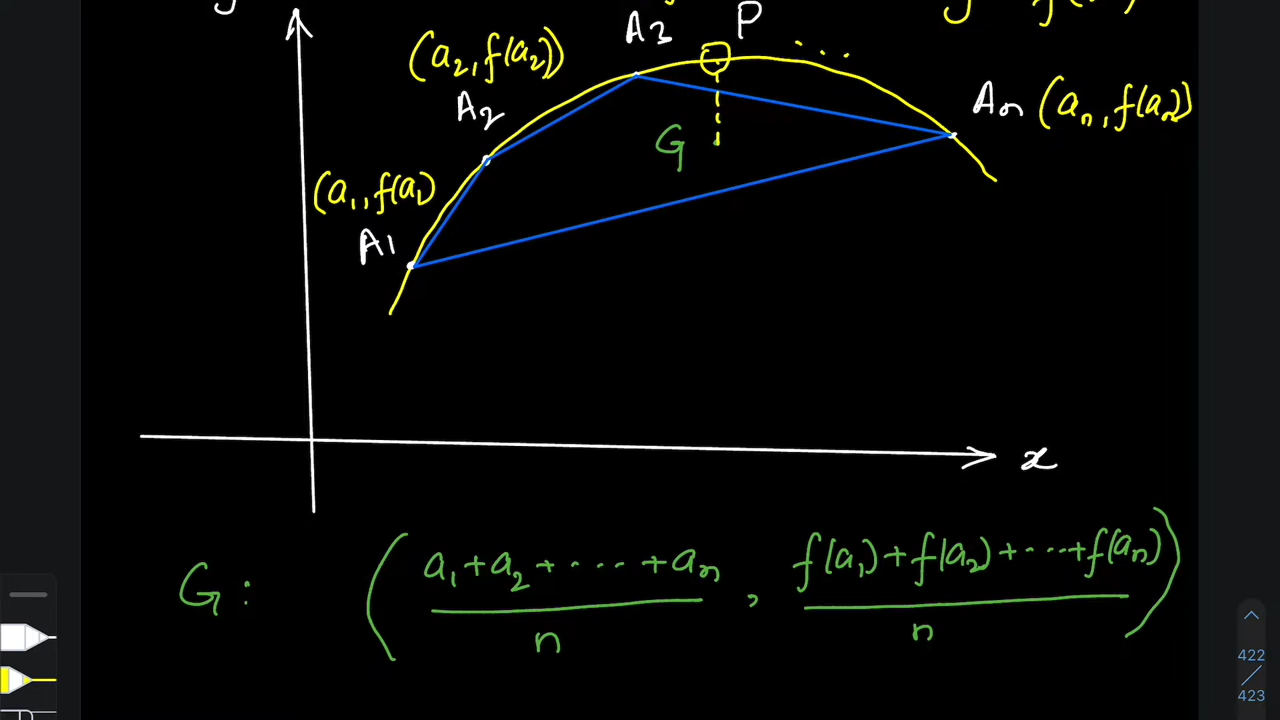 A3 P ...
(a₂, f(a₂))
A2
An (an, f(an))
G
(a₁, f(a₁)
A1
x
G: ( a₁+a₂+....+an / n , f(a₁)+f(a₂)+...+f(an) / n )
422
/
423